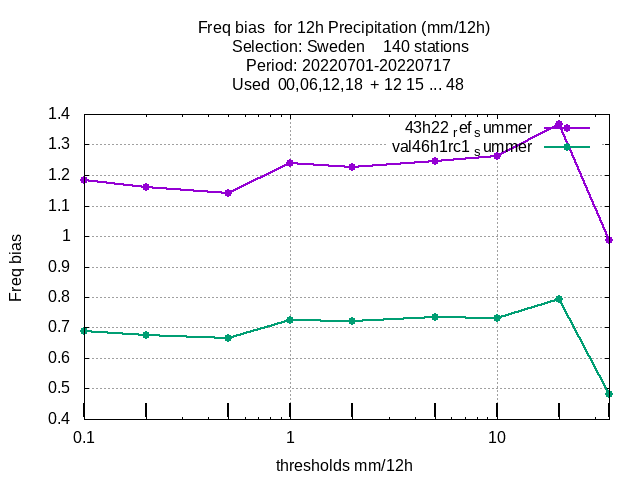 Freq bias  for 12h Precipitation (mm/12h)
Selection: Sweden    140 stations
Period: 20220701-20220717
Used  00,06,12,18  + 12 15 ... 48
1.4
1.3
1.2
1.1
1
0.9
0.8
0.7
0.6
0.5
0.4
Freq bias
43h22 refsummer
val46h1rc1 summer
0.1
1
10
thresholds mm/12h